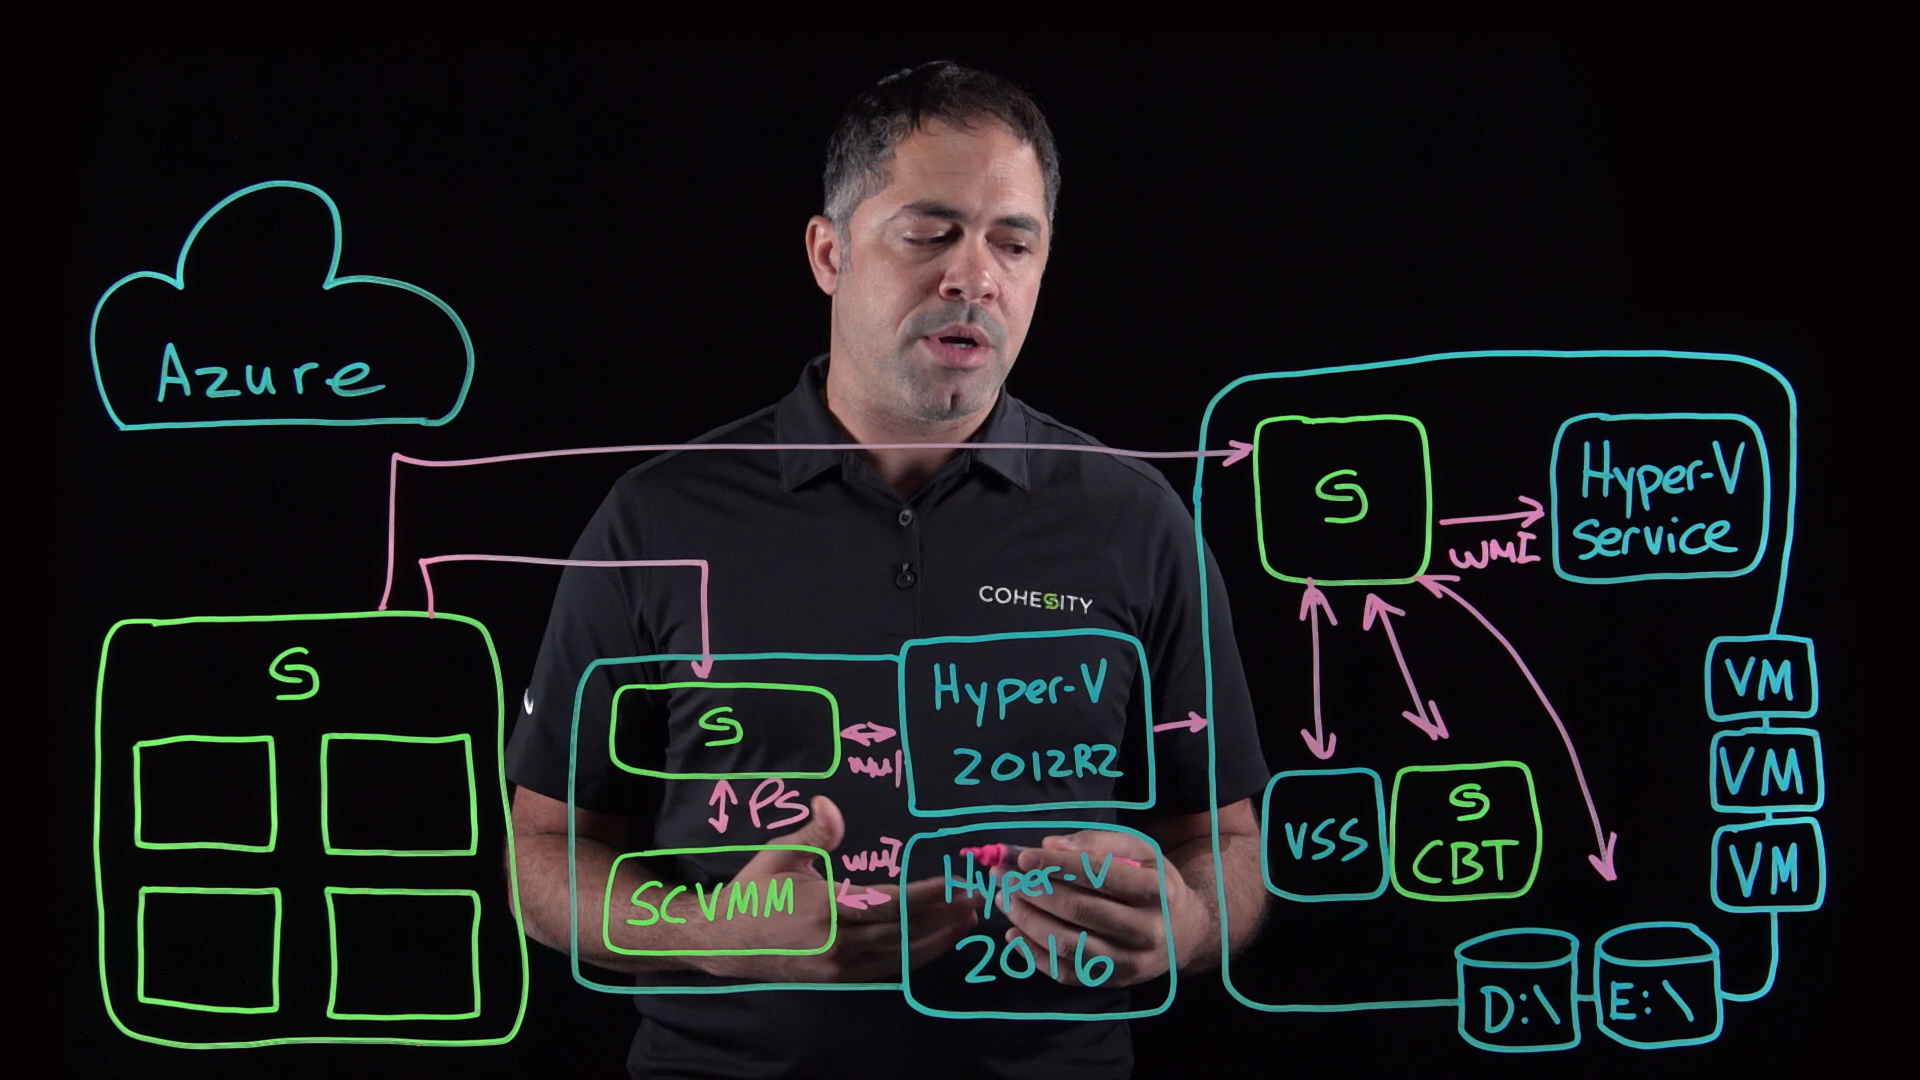 Azure
COHESITY
S
S
PS
SCVMM
WMI
WMI
Hyper-V
2012R2
Hyper-V
2016
S
WMI
Hyper-V
Service
VSS
S
CBT
VM
VM
VM
D:\
E:\